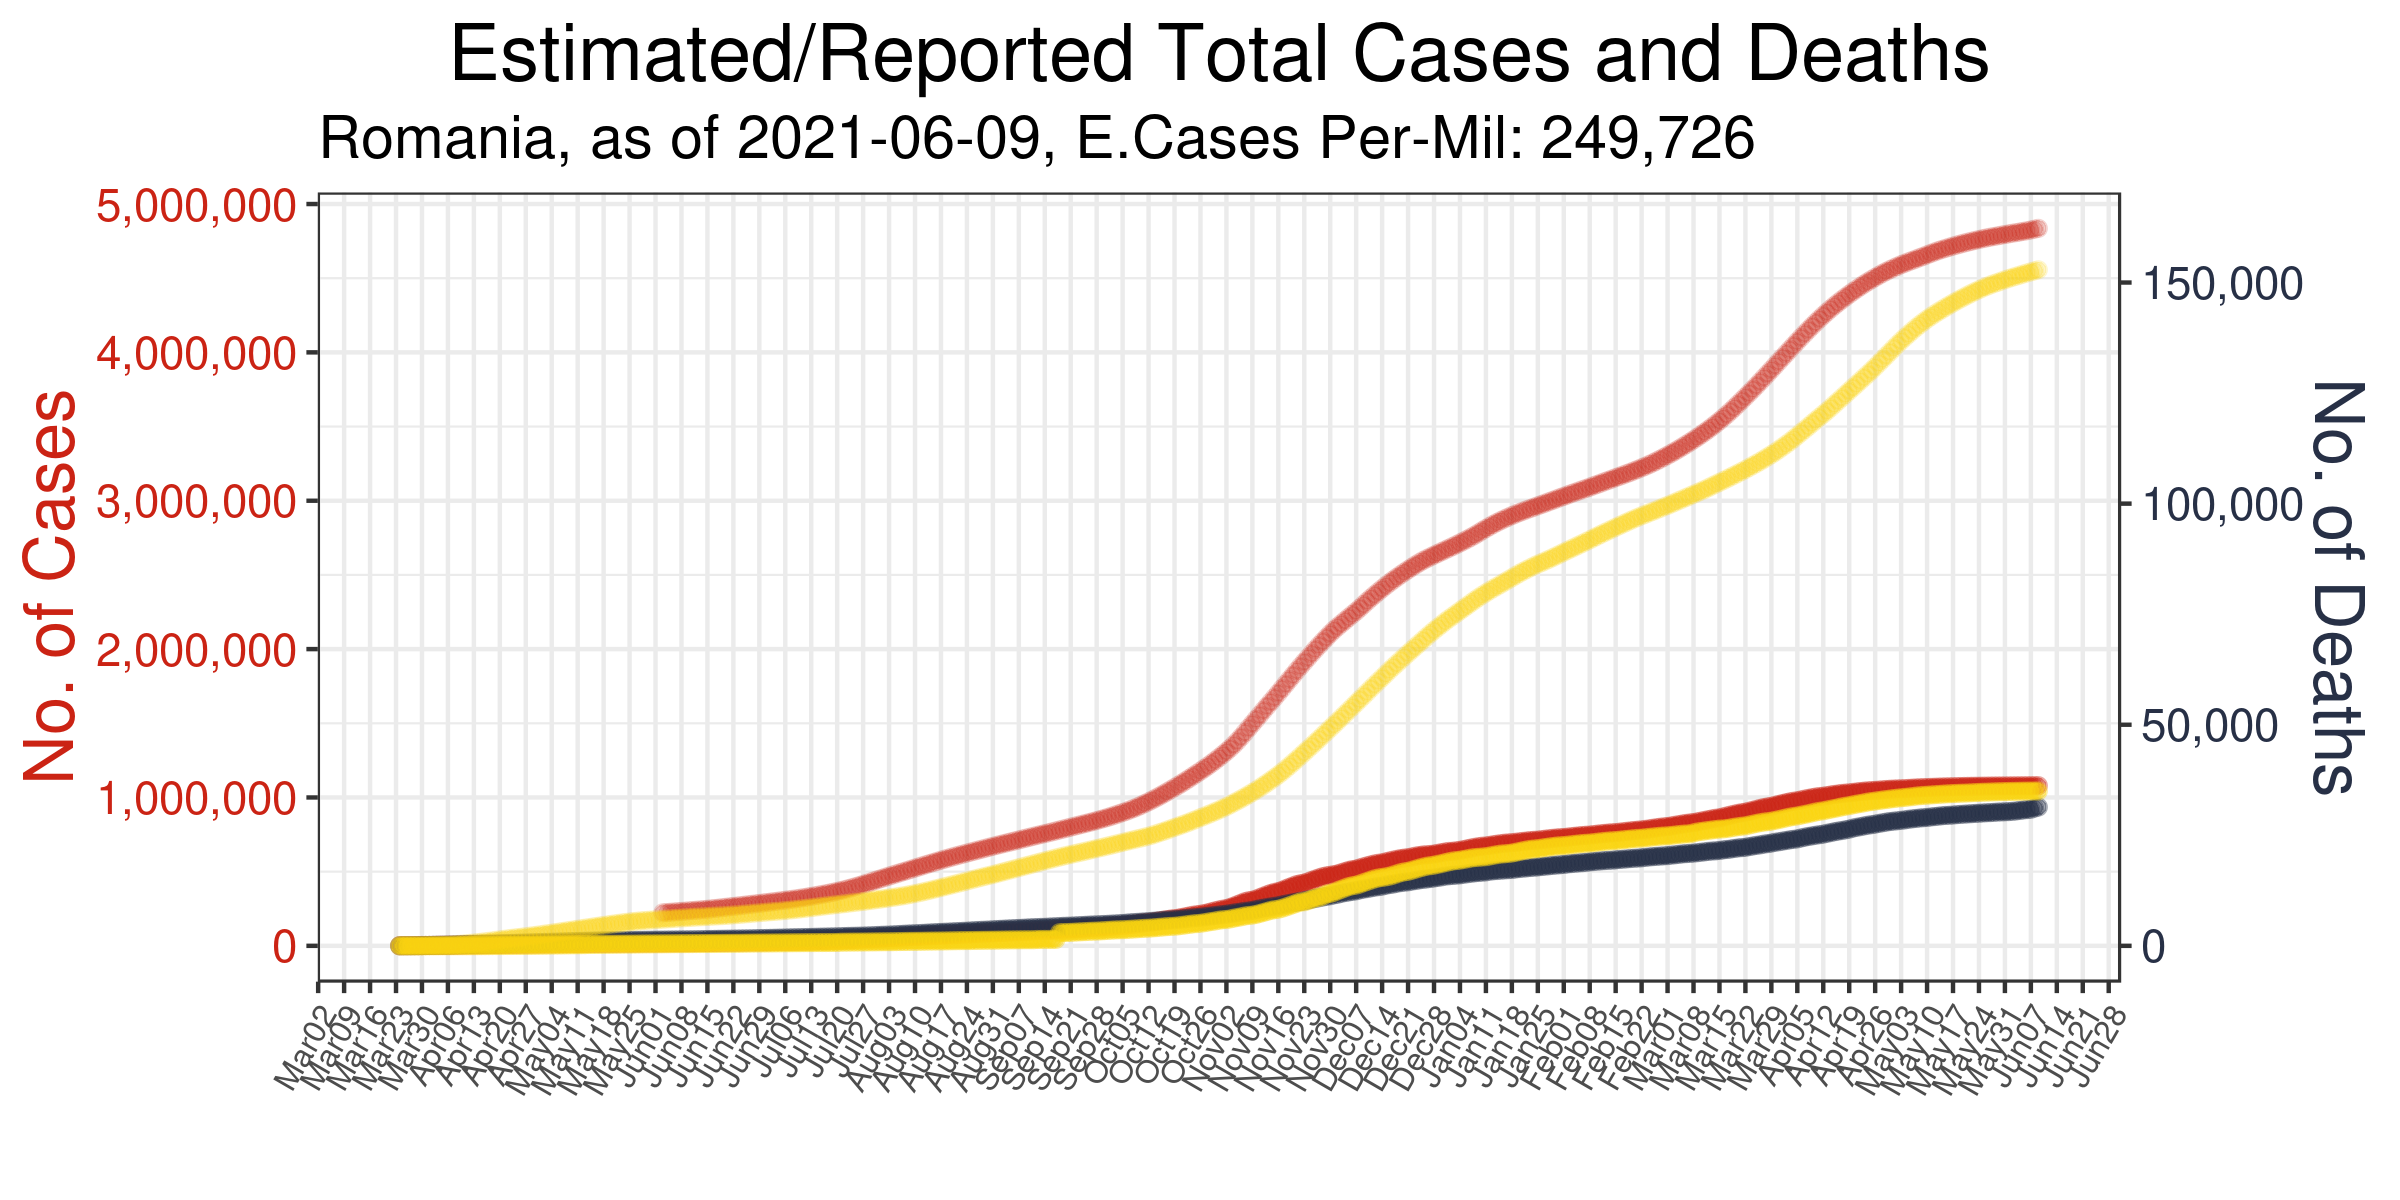 Estimated/Reported Total Cases and Deaths
Romania, as of 2021-06-09, E.Cases Per-Mil: 249,726
No. of Cases
5,000,000
4,000,000
3,000,000
2,000,000
1,000,000
0
150,000
100,000
50,000
0
No. of Deaths
Mar02
Mar09
Mar16
Mar23
Mar30
Apr06
Apr13
Apr20
Apr27
May04
May11
May18
May25
Jun01
Jun08
Jun15
Jun22
Jun29
Jul06
Jul13
Jul20
Jul27
Aug03
Aug10
Aug17
Aug24
Aug31
Sep07
Sep14
Sep21
Sep28
Oct05
Oct12
Oct19
Oct26
Nov02
Nov09
Nov16
Nov23
Nov30
Dec07
Dec14
Dec21
Dec28
Jan04
Jan11
Jan18
Jan25
Feb01
Feb08
Feb15
Feb22
Mar01
Mar08
Mar15
Mar22
Mar29
Apr05
Apr12
Apr19
Apr26
May03
May10
May17
May24
May31
Jun07
Jun14
Jun21
Jun28